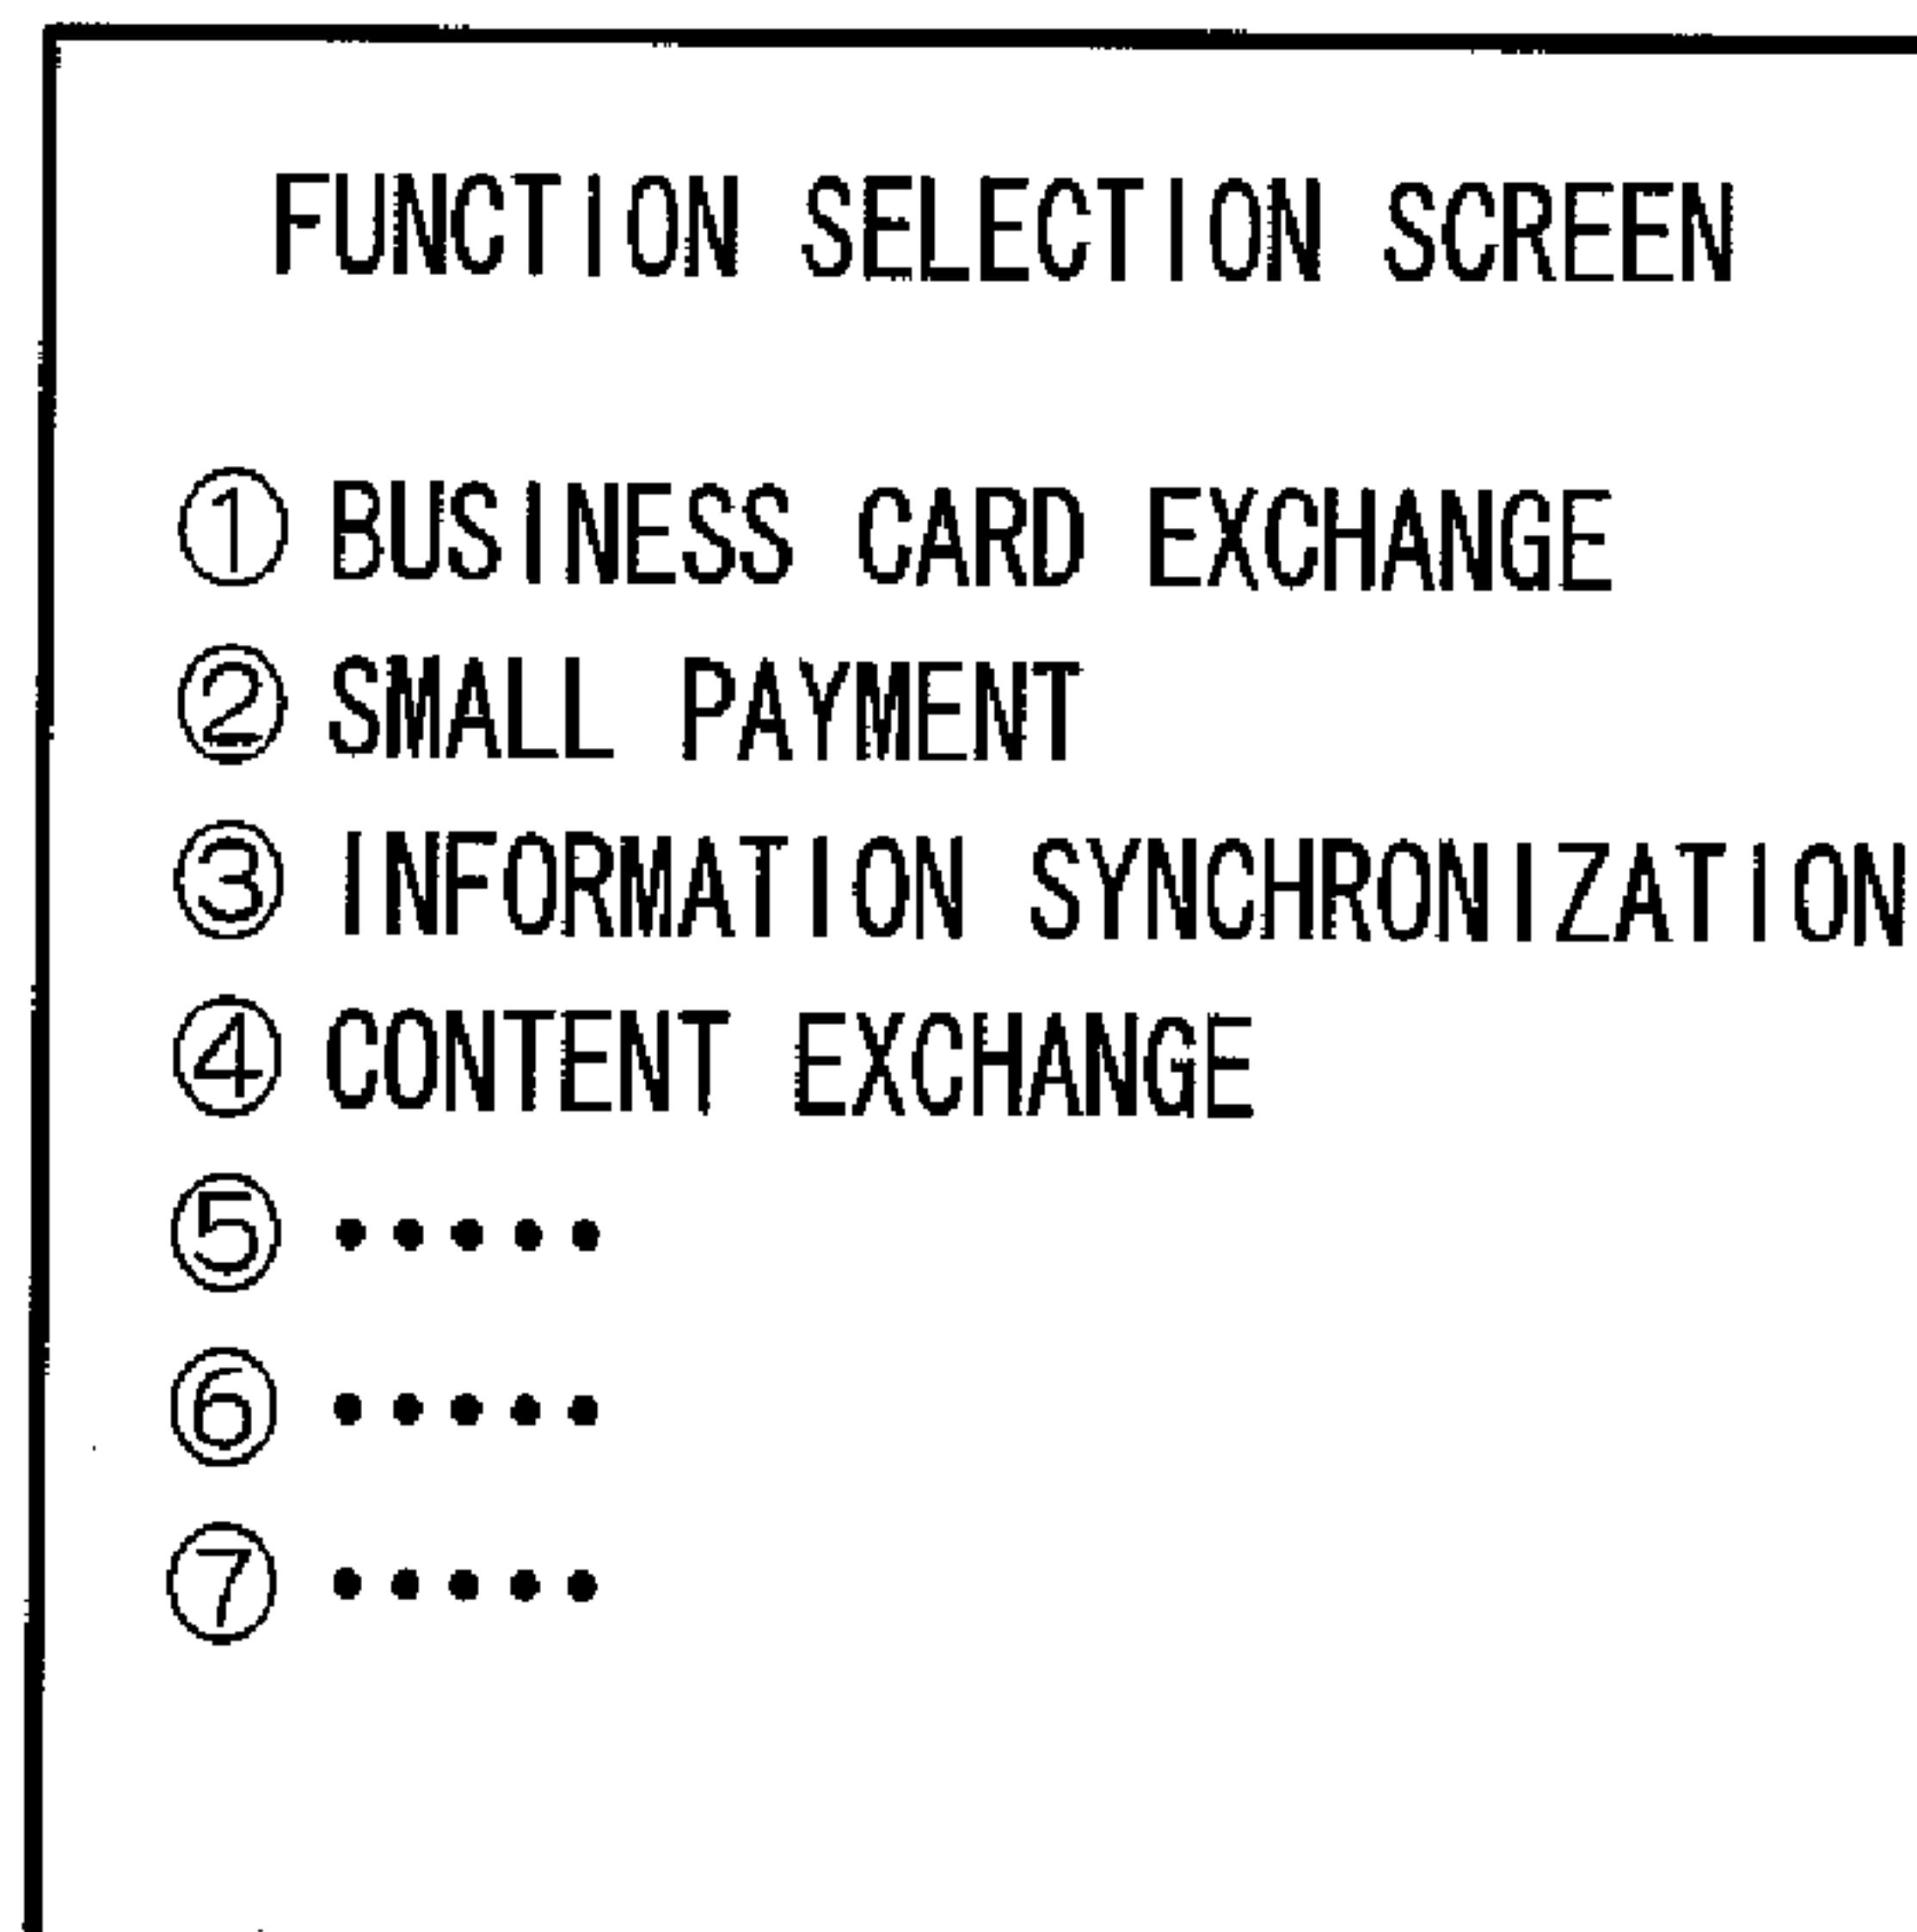 FUNCTION SELECTION SCREEN
① BUSINESS CARD EXCHANGE
② SMALL PAYMENT
③ INFORMATION SYNCHRONIZATION
④ CONTENT EXCHANGE
⑤ •••••
⑥ •••••
⑦ •••••